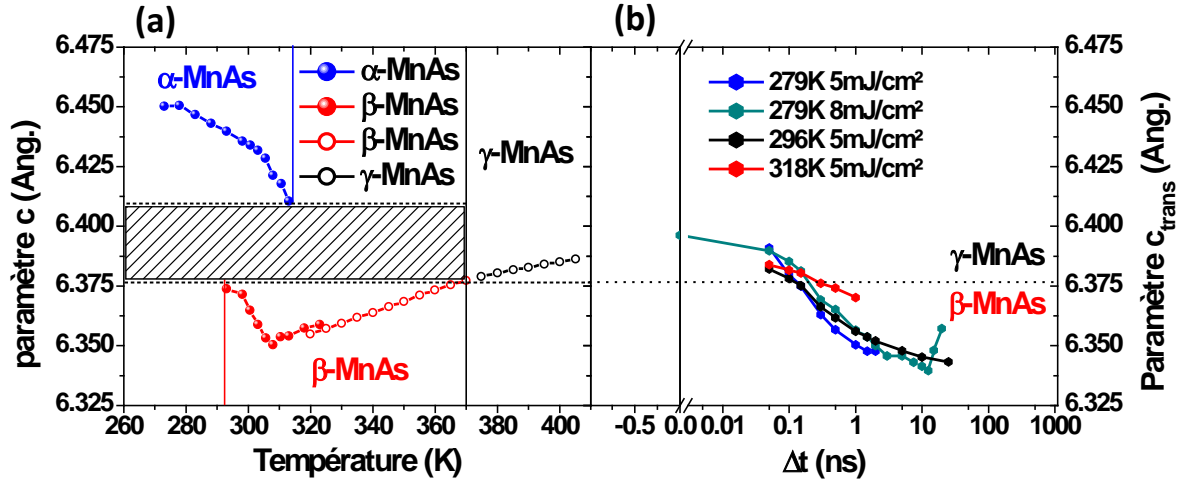 (a)
(b)
6.475
6.450
6.425
6.400
6.375
6.350
6.325
paramètre c (Ang.)
α-MnAs
α-MnAs
β-MnAs
β-MnAs
γ-MnAs
γ-MnAs
β-MnAs
260 280 300 320 340 360 380 400
Température (K)
279K 5mJ/cm²
279K 8mJ/cm²
296K 5mJ/cm²
318K 5mJ/cm²
γ-MnAs
β-MnAs
-0.5 0.0 0.01 0.1 1 10 100 1000
Δt (ns)
6.475
6.450
6.425
6.400
6.375
6.350
6.325
Paramètre c_trans (Ang.)